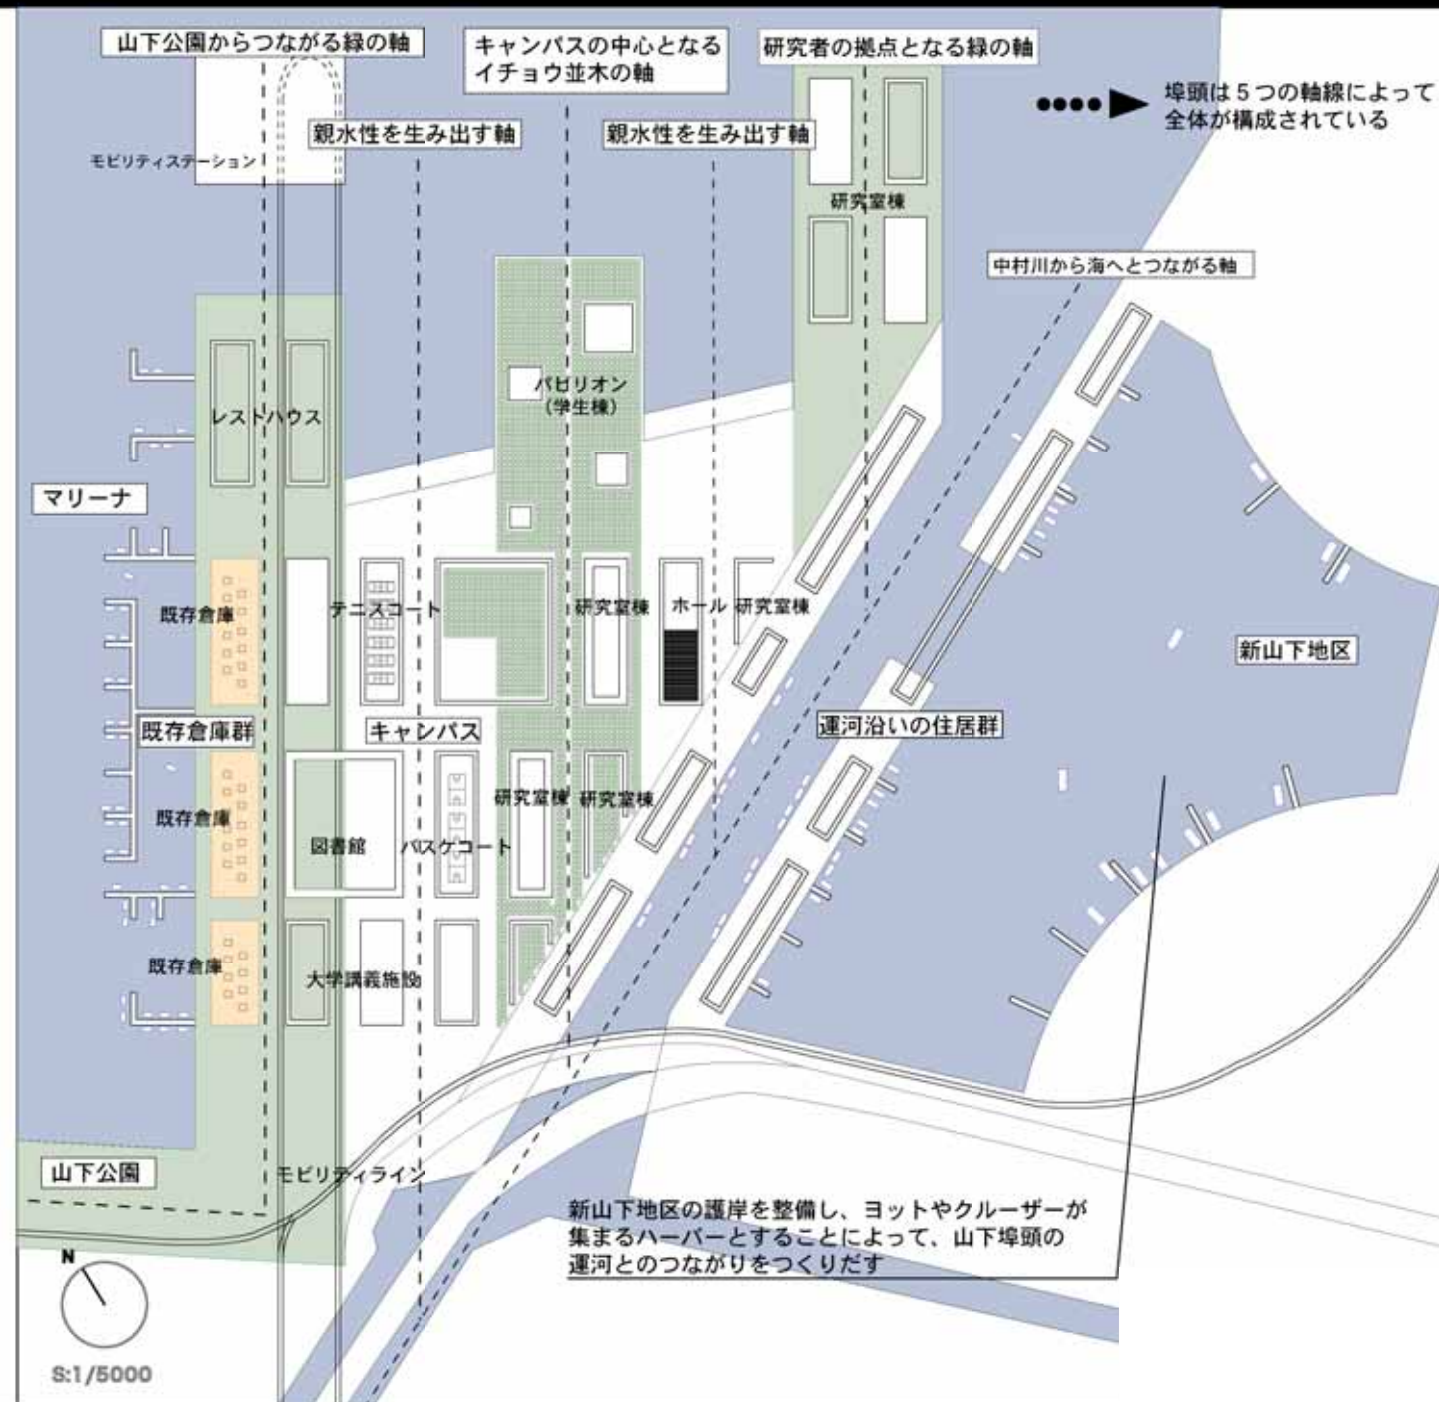 山下公園からつながる緑の軸
キャンパスの中心となる
イチョウ並木の軸
研究者の拠点となる緑の軸
埠頭は5つの軸線によって
全体が構成されている
親水性を生み出す軸
親水性を生み出す軸
モビリティステーション
研究室棟
中村川から海へとつながる軸
パビリオン
(学生棟)
レストハウス
マリーナ
既存倉庫
テニスコート
研究室棟
ホール
研究室棟
新山下地区
既存倉庫群
キャンパス
運河沿いの住居群
既存倉庫
図書館
バスケコート
研究室棟
研究室棟
既存倉庫
大学講義施設
山下公園
モビリティライン
新山下地区の護岸を整備し、ヨットやクルーザーが
集まるハーバーとすることによって、山下埠頭の
運河とのつながりをつくりだす
N
S:1/5000